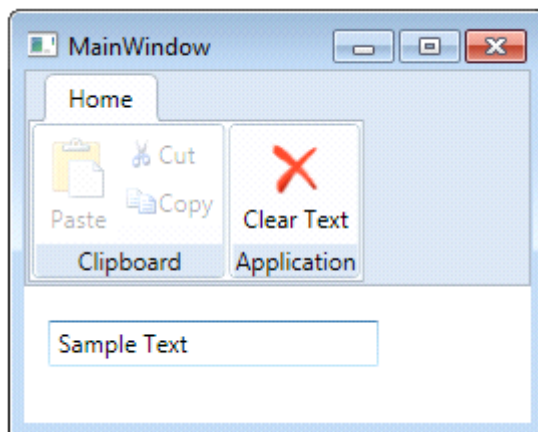 MainWindow
Home
Paste
Cut
Copy
Clear Text
Clipboard
Application
Sample Text